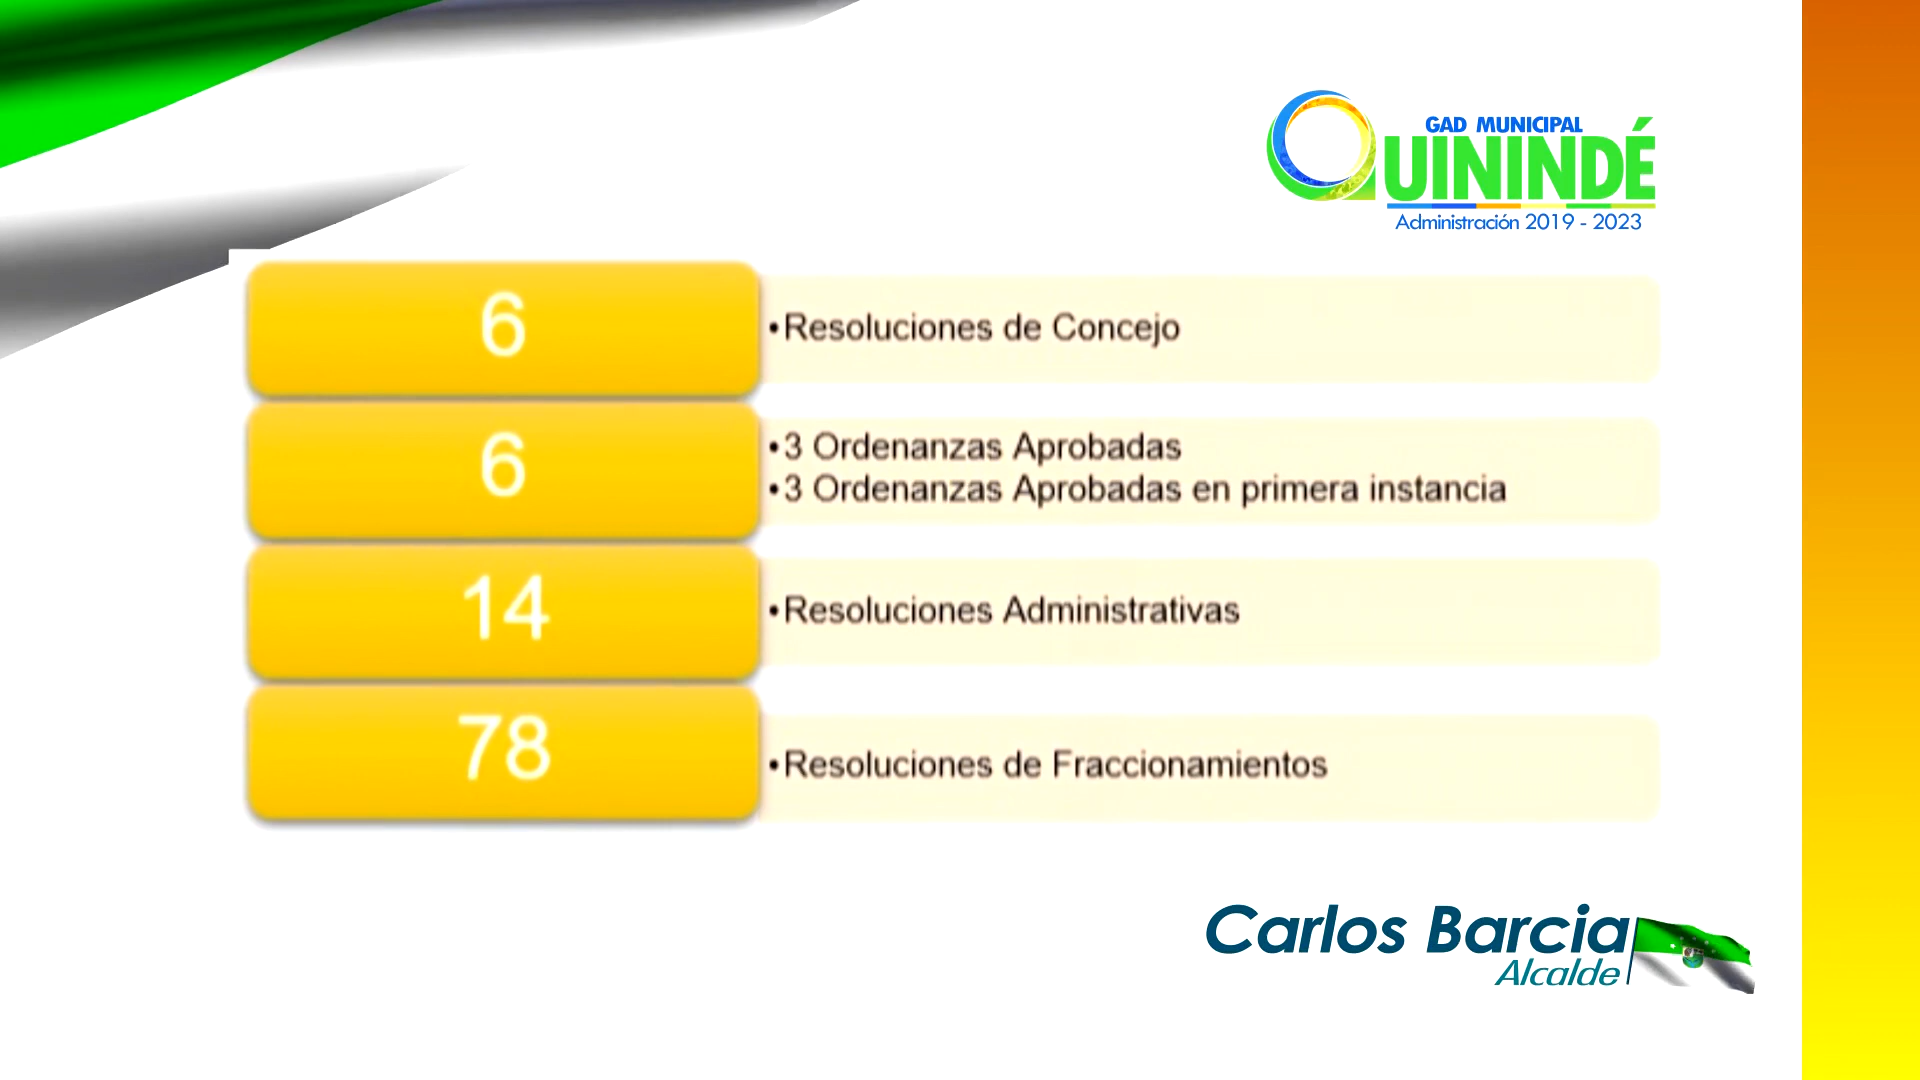 GAD MUNICIPAL
QUININDÉ
Administración 2019 - 2023
6
•Resoluciones de Concejo
6
•3 Ordenanzas Aprobadas
•3 Ordenanzas Aprobadas en primera instancia
14
•Resoluciones Administrativas
78
•Resoluciones de Fraccionamientos
Carlos Barcia
Alcalde